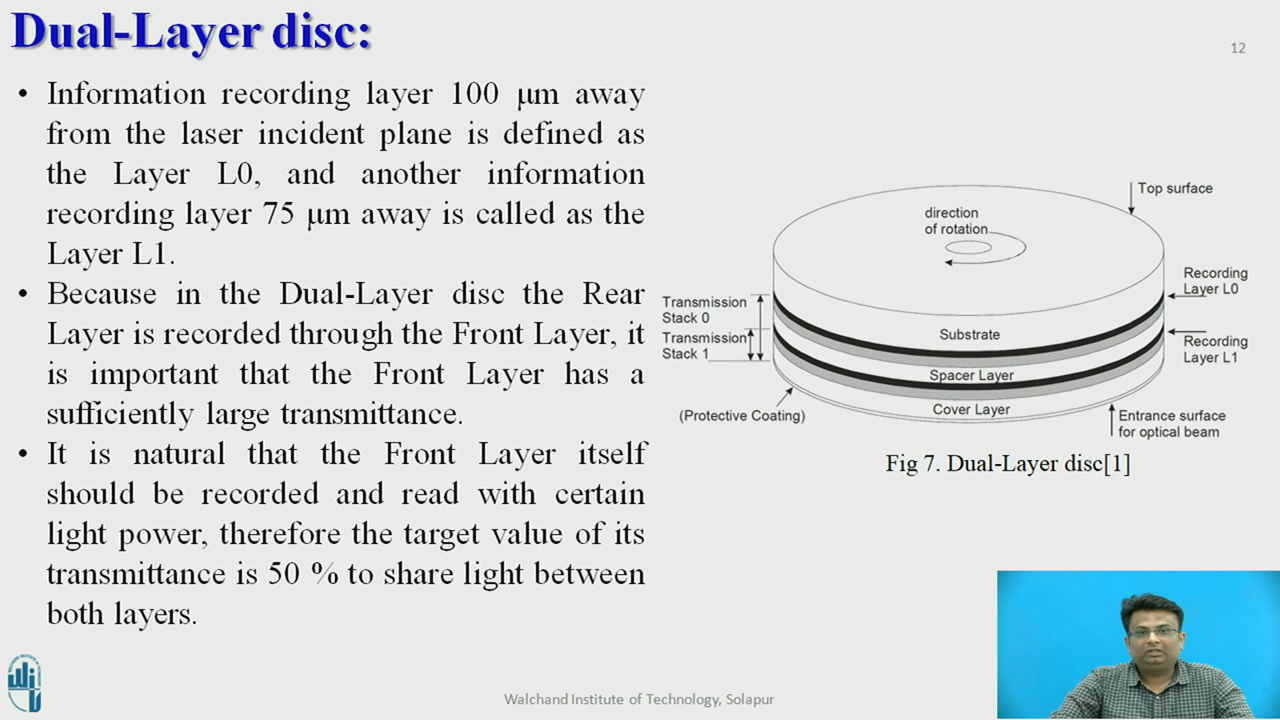 Dual-Layer disc:
12
• Information recording layer 100 μm away
from the laser incident plane is defined as
the Layer L0, and another information
recording layer 75 μm away is called as the
Layer L1.
• Because in the Dual-Layer disc the Rear
Layer is recorded through the Front Layer, it
is important that the Front Layer has a
sufficiently large transmittance.
• It is natural that the Front Layer itself
should be recorded and read with certain
light power, therefore the target value of its
transmittance is 50 % to share light between
both layers.
Top surface
direction
of rotation
Recording
Layer L0
Transmission
Stack 0
Substrate
Transmission
Stack 1
Recording
Layer L1
Spacer Layer
Cover Layer
(Protective Coating)
Entrance surface
for optical beam
Fig 7. Dual-Layer disc[1]
Walchand Institute of Technology, Solapur